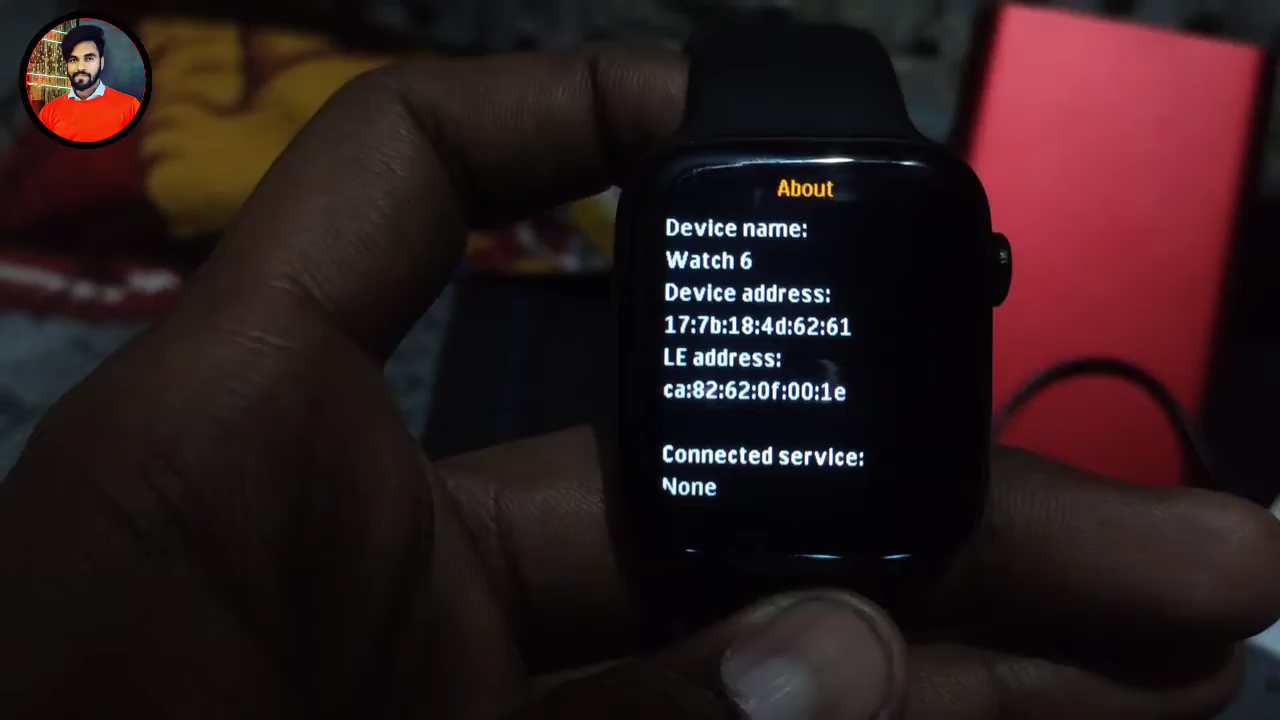 About
Device name:
Watch 6
Device address:
17:7b:18:4d:62:61
LE address:
ca:82:62:0f:00:1e
Connected service:
None